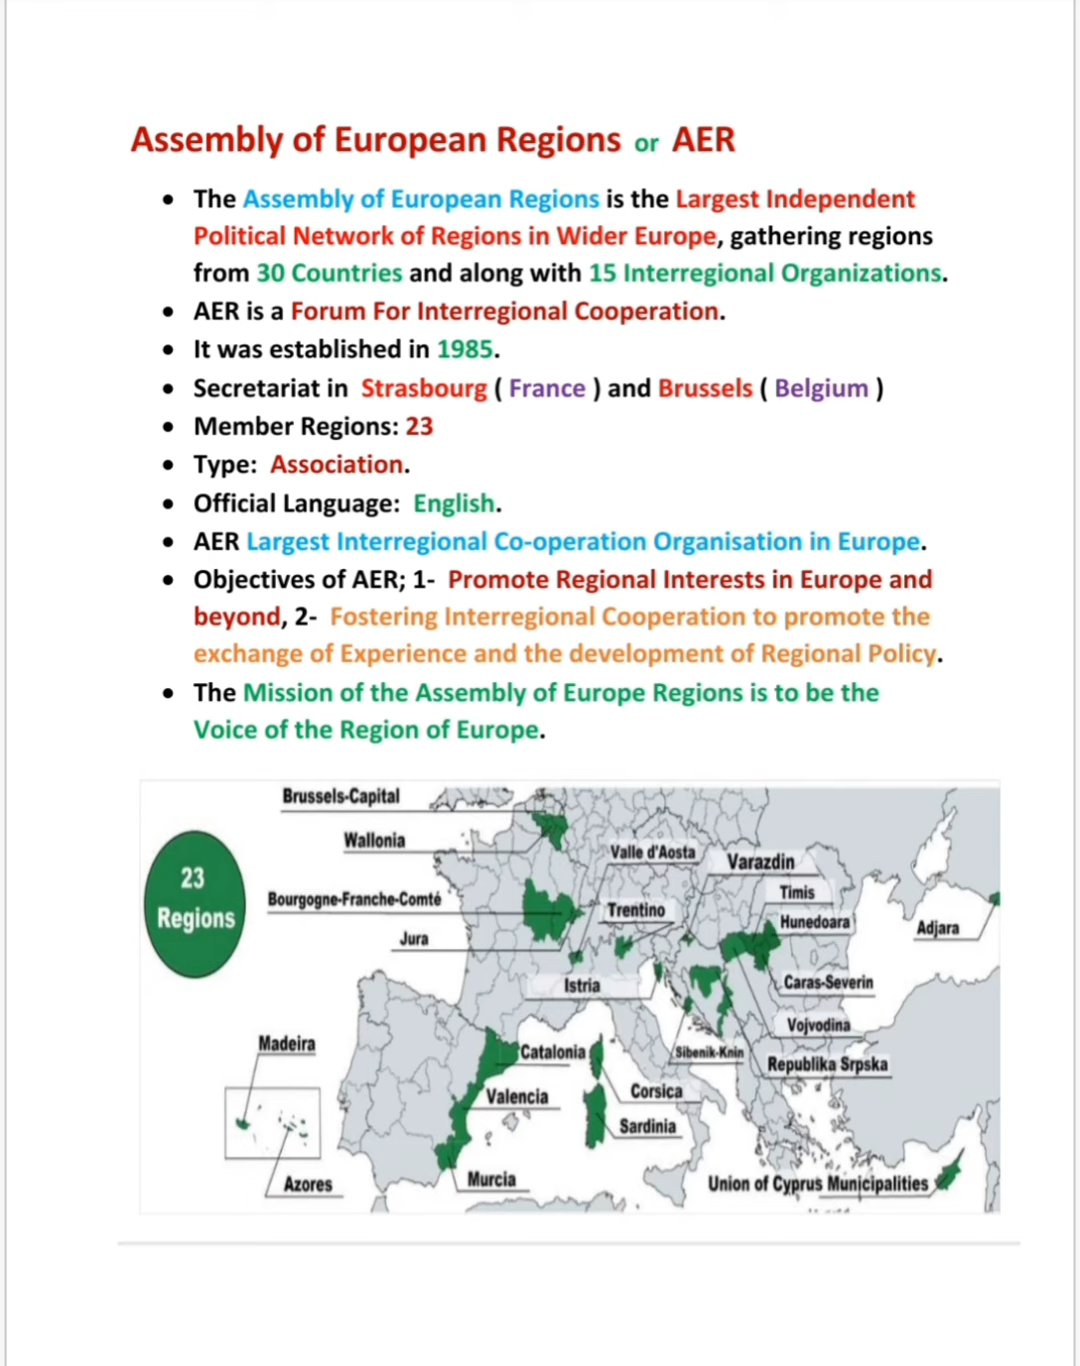 Assembly of European Regions or AER
• The Assembly of European Regions is the Largest Independent
Political Network of Regions in Wider Europe, gathering regions
from 30 Countries and along with 15 Interregional Organizations.
• AER is a Forum For Interregional Cooperation.
• It was established in 1985.
• Secretariat in Strasbourg ( France ) and Brussels ( Belgium )
• Member Regions: 23
• Type: Association.
• Official Language: English.
• AER Largest Interregional Co-operation Organisation in Europe.
• Objectives of AER; 1- Promote Regional Interests in Europe and
beyond, 2- Fostering Interregional Cooperation to promote the
exchange of Experience and the development of Regional Policy.
• The Mission of the Assembly of Europe Regions is to be the
Voice of the Region of Europe.
Brussels-Capital
Wallonia
Valle d'Aosta
Varazdin
23
Regions
Timis
Bourgogne-Franche-Comté
Trentino
Hunedoara
Adjara
Jura
Istria
Caras-Severin
Vojvodina
Madeira
Catalonia
Sibenik-Knin
Republika Srpska
Valencia
Corsica
Sardinia
Azores
Murcia
Union of Cyprus Municipalities